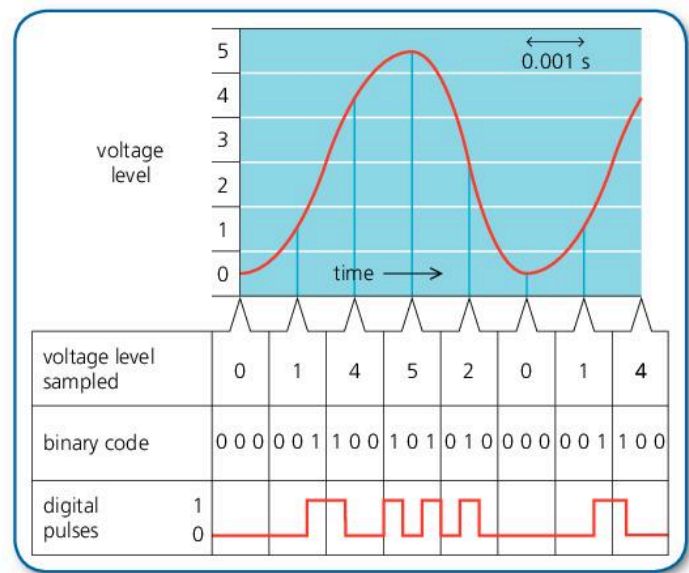 5
0.001 s
4
3
voltage
level
2
1
0
time
voltage level
sampled
0 1 4 5 2 0 1 4
binary code
0 0 0 0 0 1 1 0 0 1 0 1 0 1 0 0 0 0 0 0 1 1 0 0
digital
pulses
1
0